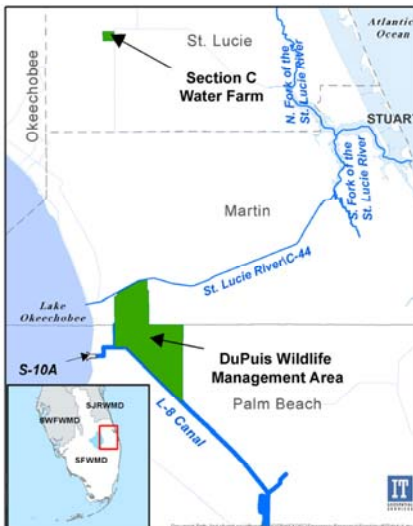 Atlantic
Ocean
St. Lucie
Section C
Water Farm
Okeechobee
N. Fork of the
St. Lucie River
STUART
S. Fork of the
St. Lucie River
Martin
St. Lucie River\C-44
Lake
Okeechobee
S-10A
DuPuis Wildlife
Management Area
Palm Beach
L-8 Canal
SJRWMD
SWFWMD
SFWMD
IT
GEOSPATIAL
SERVICES